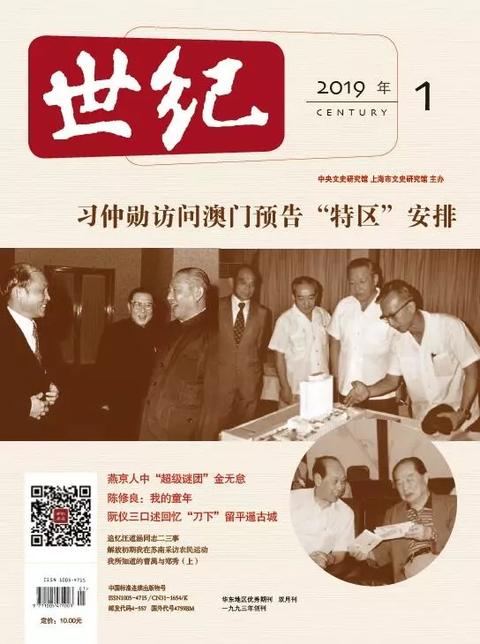 世纪
2019 年
CENTURY
1
中央文史研究馆 上海市文史研究馆 主办
习仲勋访问澳门预告“特区”安排
燕京人中“超级谜团”金无怠
陈修良：我的童年
阮仪三口述回忆“刀下”留平遥古城
追忆汪道涵同志二三事
解放初期我在苏南采访农民运动
我所知道的曹禺与郑秀（上）
中国标准连续出版物号
ISSN1005-4715/CN31-1654/K
邮发代号4-557 国外代号4759BM
华东地区优秀期刊 双月刊
一九九三年创刊
ISSN 1005-4715
01
9 771005 471001
定价：10.00元